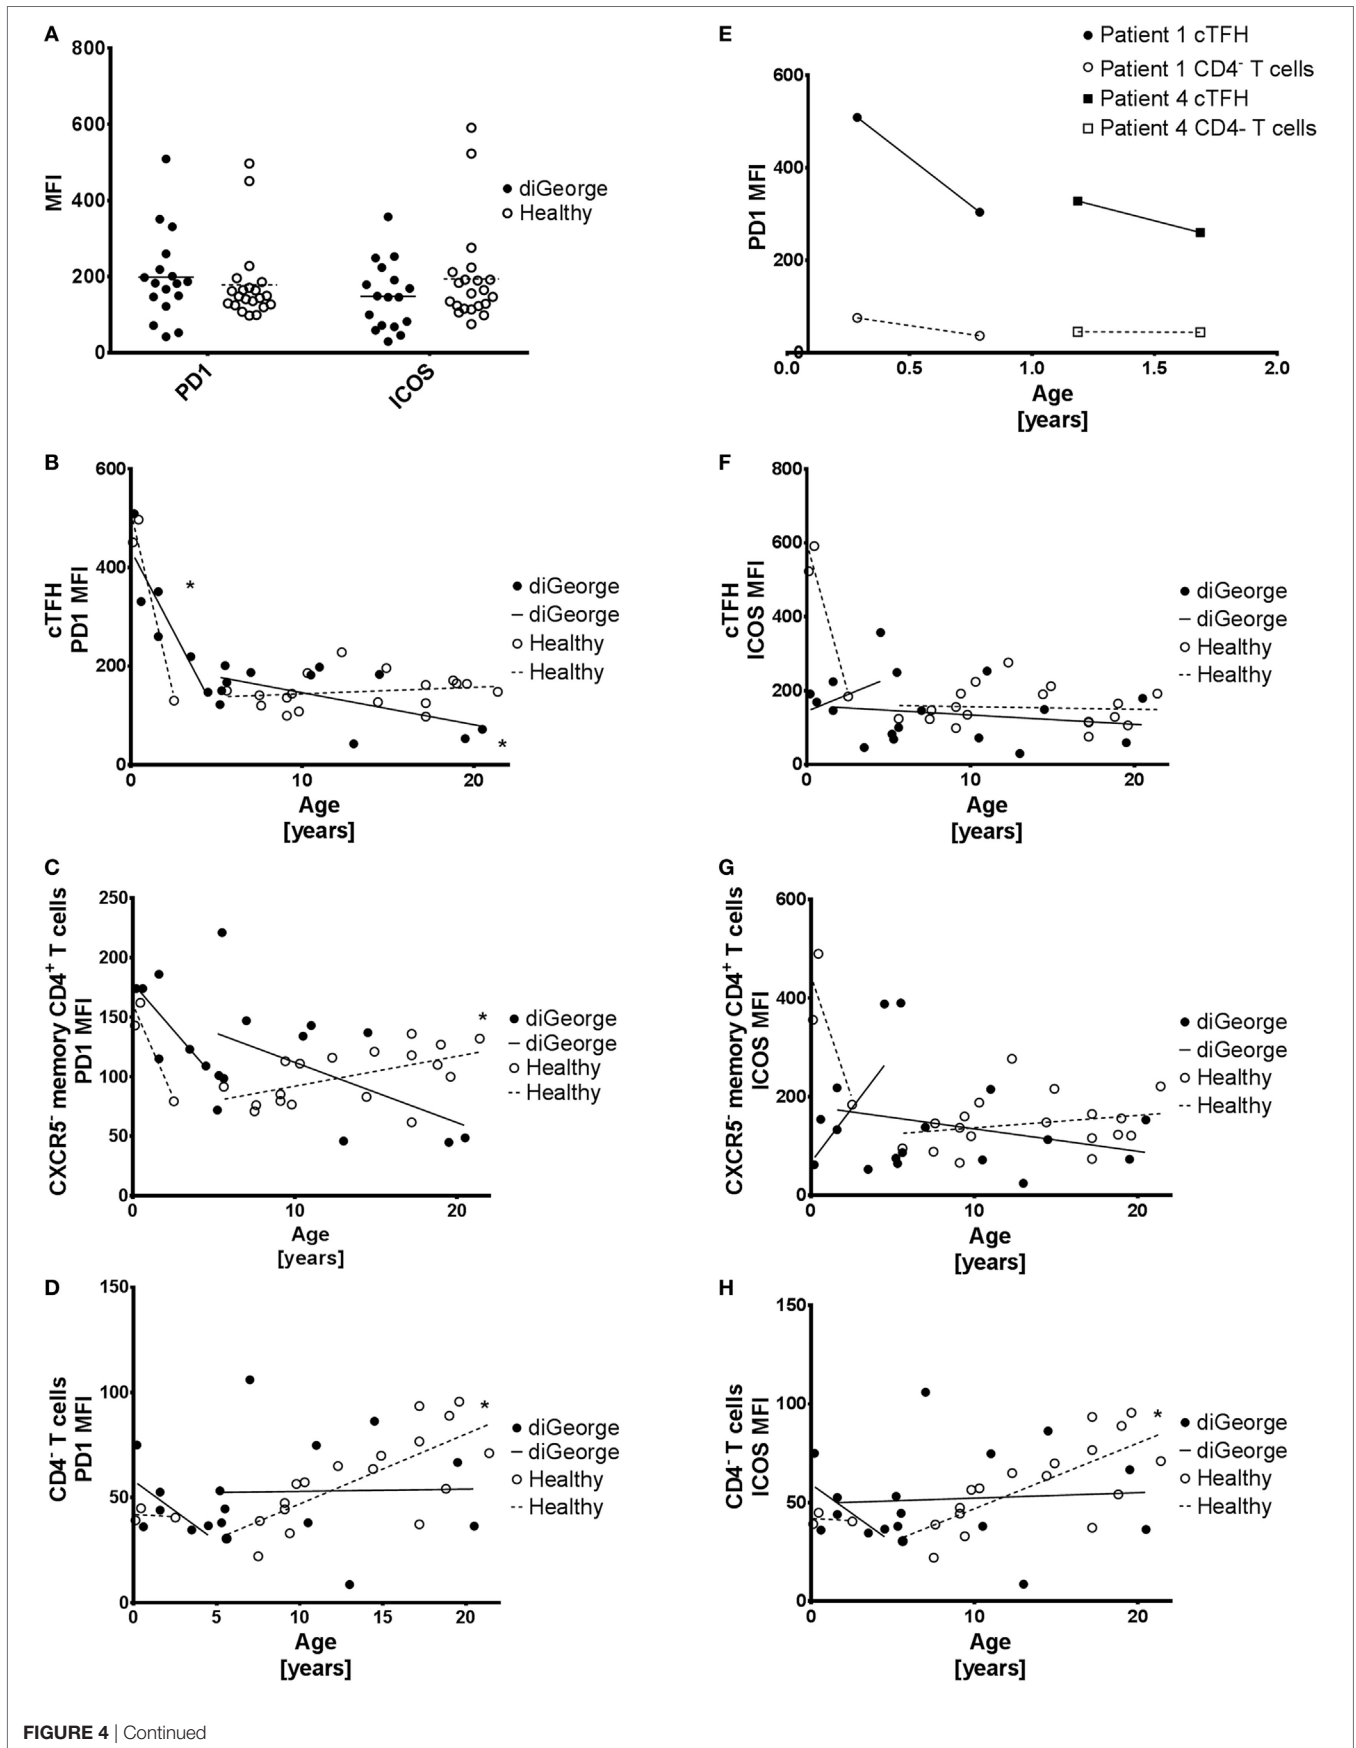 A
800
600
400
200
0
MFI
PD1
ICOS
diGeorge
Healthy
E
Patient 1 cTFH
Patient 1 CD4⁻ T cells
Patient 4 cTFH
Patient 4 CD4- T cells
600
400
200
0
PD1 MFI
0.0 0.5 1.0 1.5 2.0
Age
[years]
B
600
400
200
0
cTFH
PD1 MFI
*
*
0 10 20
Age
[years]
diGeorge
diGeorge
Healthy
Healthy
F
800
600
400
200
0
cTFH
ICOS MFI
0 10 20
Age
[years]
diGeorge
diGeorge
Healthy
Healthy
C
250
200
150
100
50
0
CXCR5⁻ memory CD4⁺ T cells
PD1 MFI
*
0 10 20
Age
[years]
diGeorge
diGeorge
Healthy
Healthy
G
600
400
200
0
CXCR5⁻ memory CD4⁺ T cells
ICOS MFI
0 10 20
Age
[years]
diGeorge
diGeorge
Healthy
Healthy
D
150
100
50
0
CD4⁻ T cells
PD1 MFI
*
0 5 10 15 20
Age
[years]
diGeorge
diGeorge
Healthy
Healthy
H
150
100
50
0
CD4⁻ T cells
ICOS MFI
*
0 10 20
Age
[years]
diGeorge
diGeorge
Healthy
Healthy
FIGURE 4 | Continued